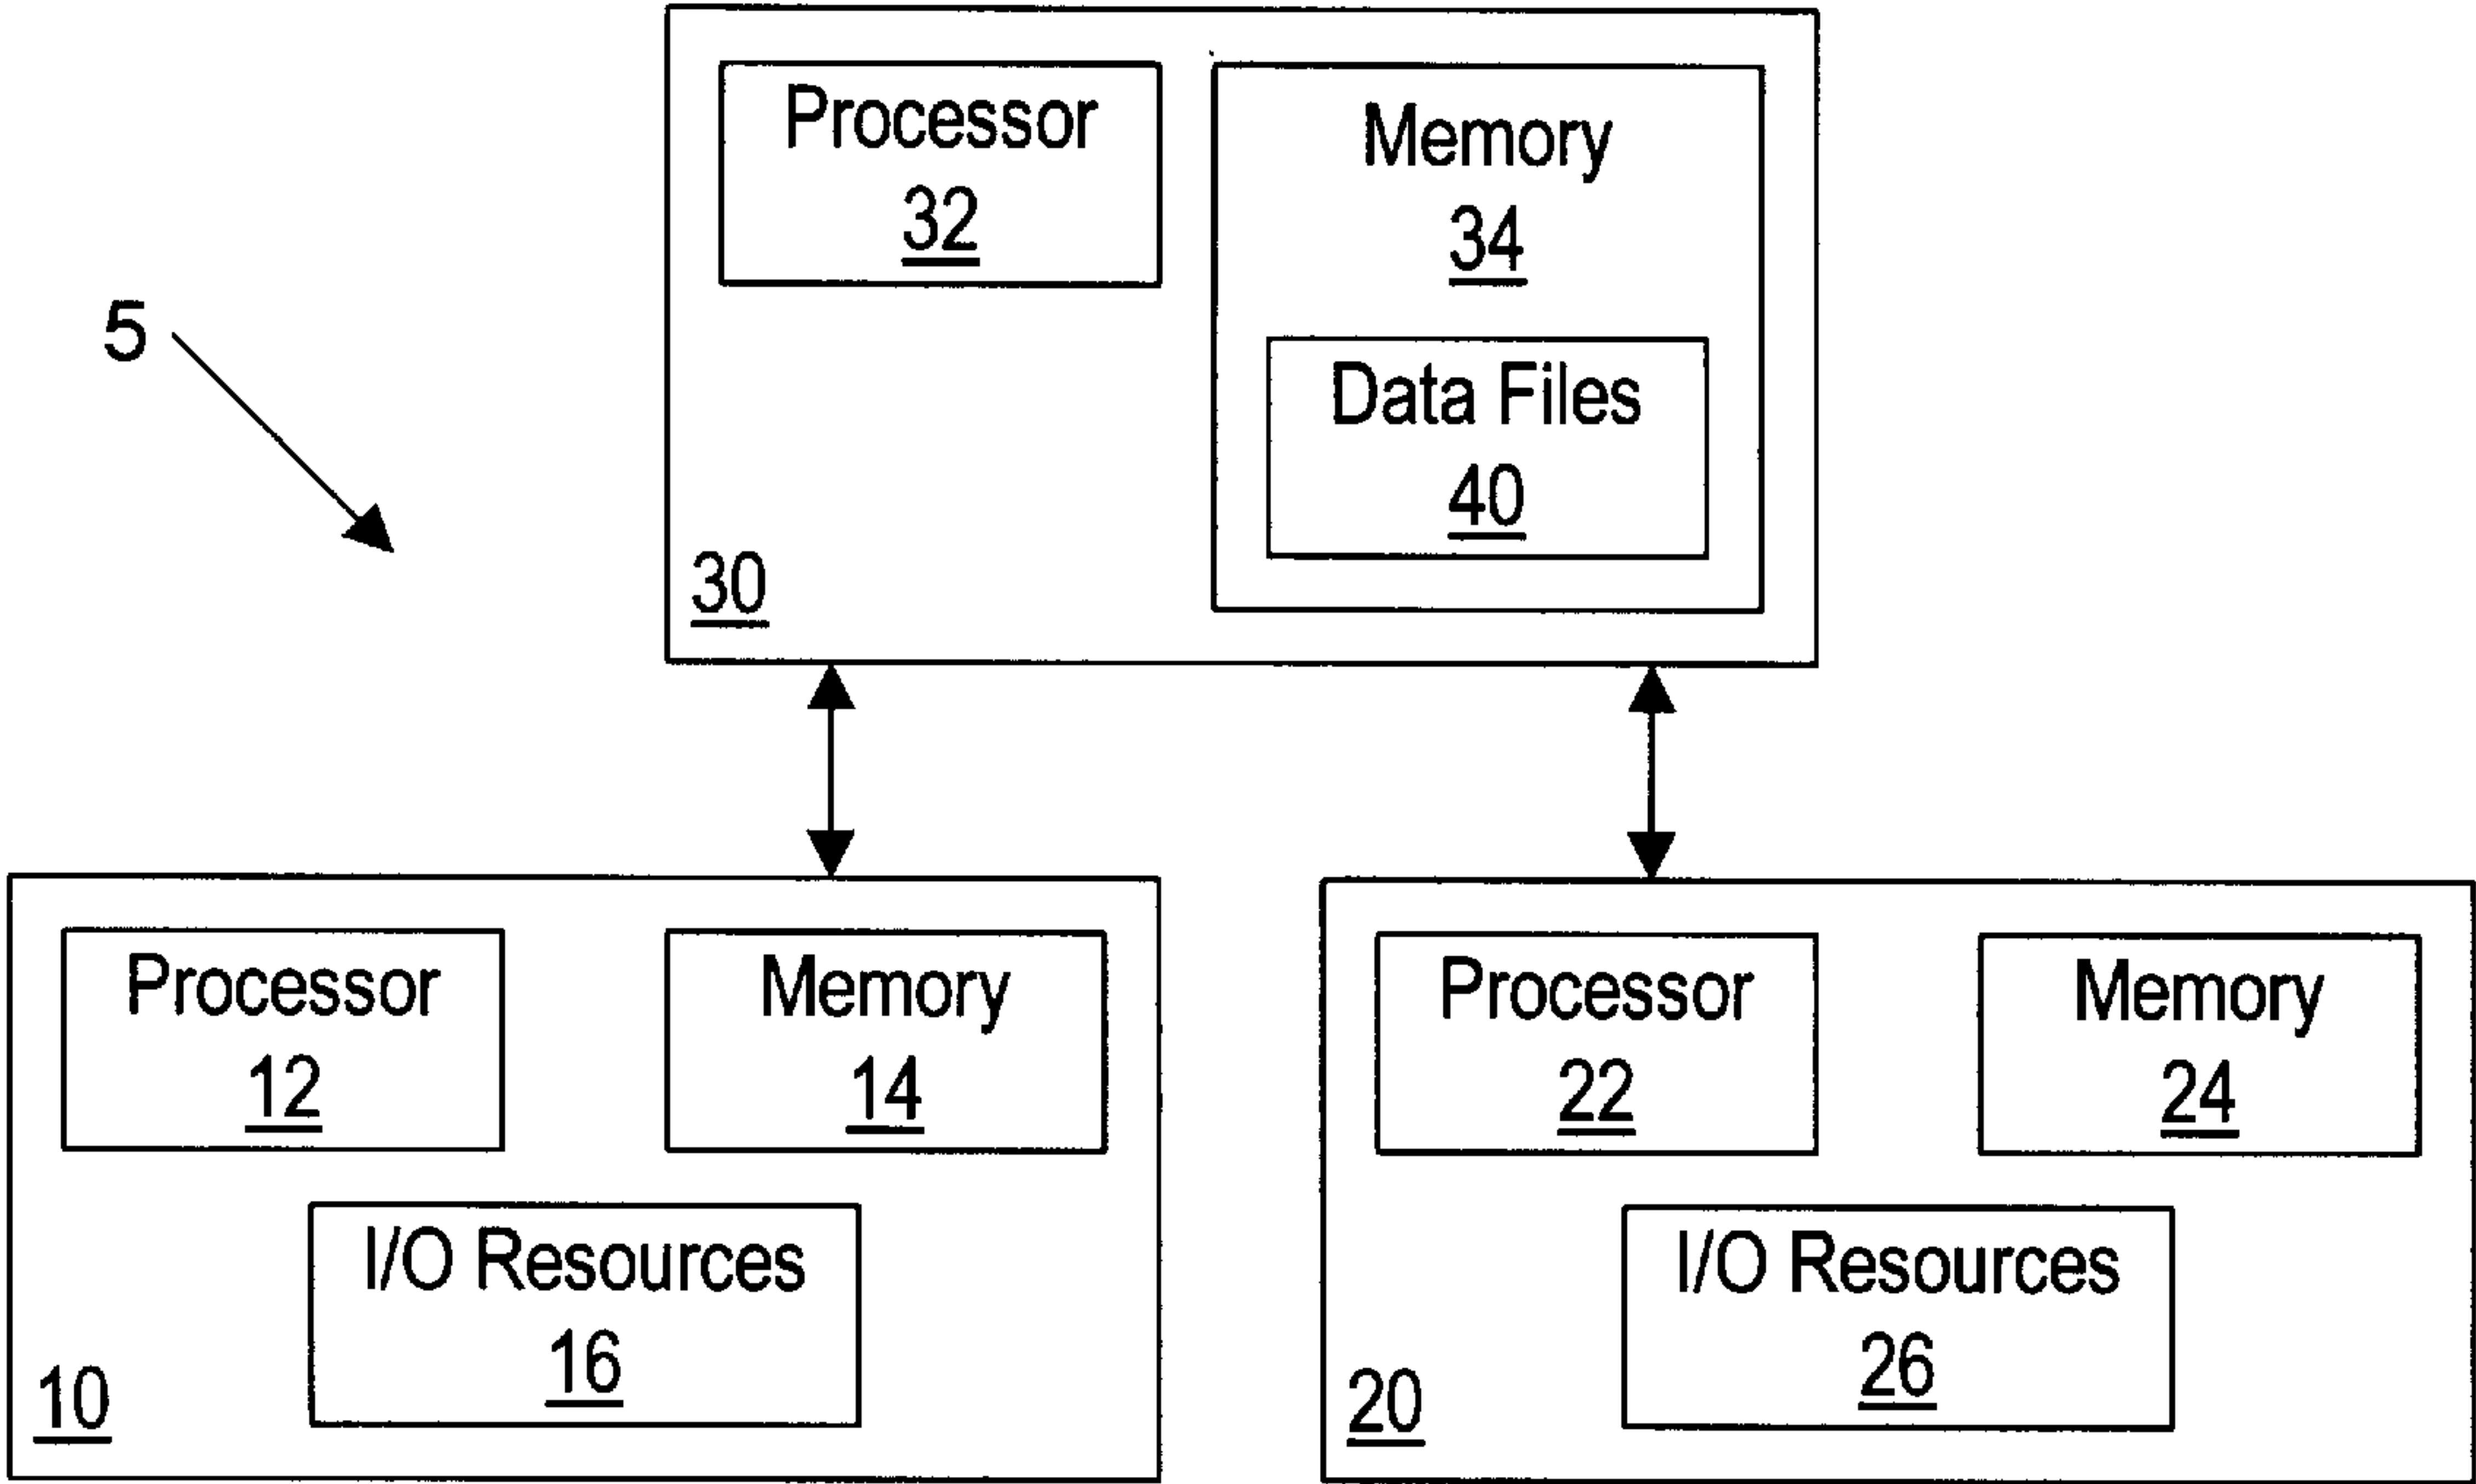 Processor
32
Memory
34
Data Files
40
5
30
Processor
12
Memory
14
I/O Resources
16
10
Processor
22
Memory
24
I/O Resources
26
20